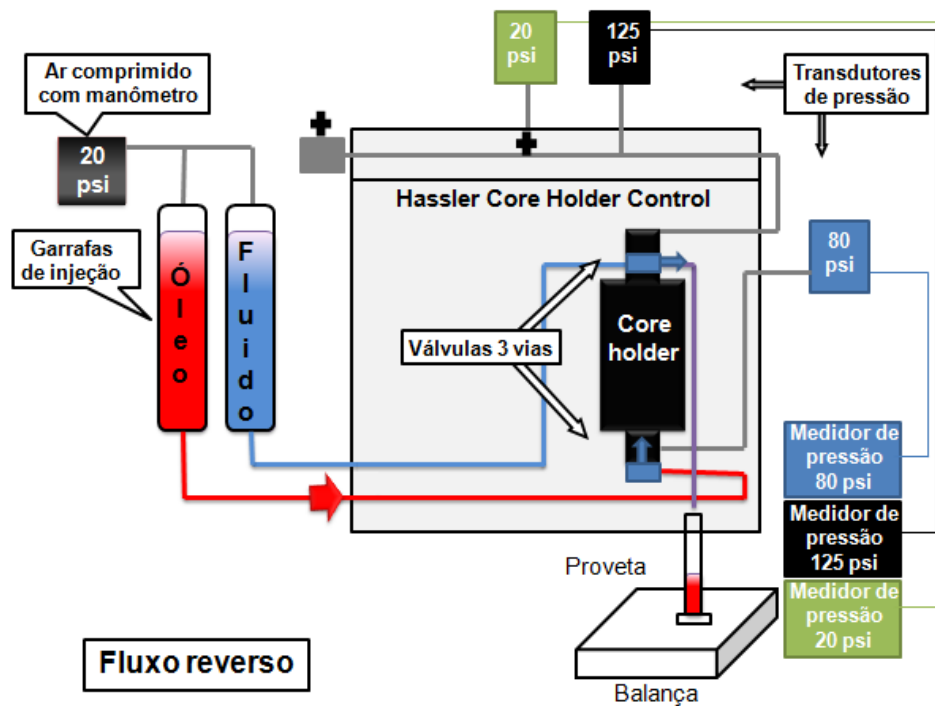 20
psi
125
psi
Ar comprimido
com manômetro
Transdutores
de pressão
20
psi
Hassler Core Holder Control
Garrafas
de injeção
Óleo
Fluido
80
psi
Core
holder
Válvulas 3 vias
Medidor de
pressão
80 psi
Medidor de
pressão
125 psi
Medidor de
pressão
20 psi
Proveta
Fluxo reverso
Balança